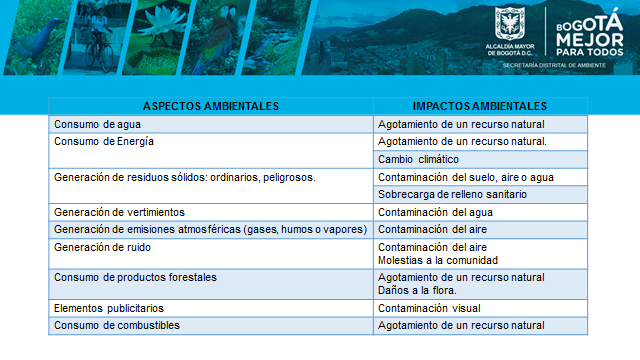 ALCALDÍA MAYOR
DE BOGOTÁ D.C.
BOGOTÁ
MEJOR
PARA TODOS
SECRETARÍA DISTRITAL DE AMBIENTE
ASPECTOS AMBIENTALES IMPACTOS AMBIENTALES
Consumo de agua Agotamiento de un recurso natural
Consumo de Energía Agotamiento de un recurso natural.
Cambio climático
Generación de residuos sólidos: ordinarios, peligrosos. Contaminación del suelo, aire o agua
Sobrecarga de relleno sanitario
Generación de vertimientos Contaminación del agua
Generación de emisiones atmosféricas (gases, humos o vapores) Contaminación del aire
Generación de ruido Contaminación del aire
Molestias a la comunidad
Consumo de productos forestales Agotamiento de un recurso natural
Daños a la flora.
Elementos publicitarios Contaminación visual
Consumo de combustibles Agotamiento de un recurso natural